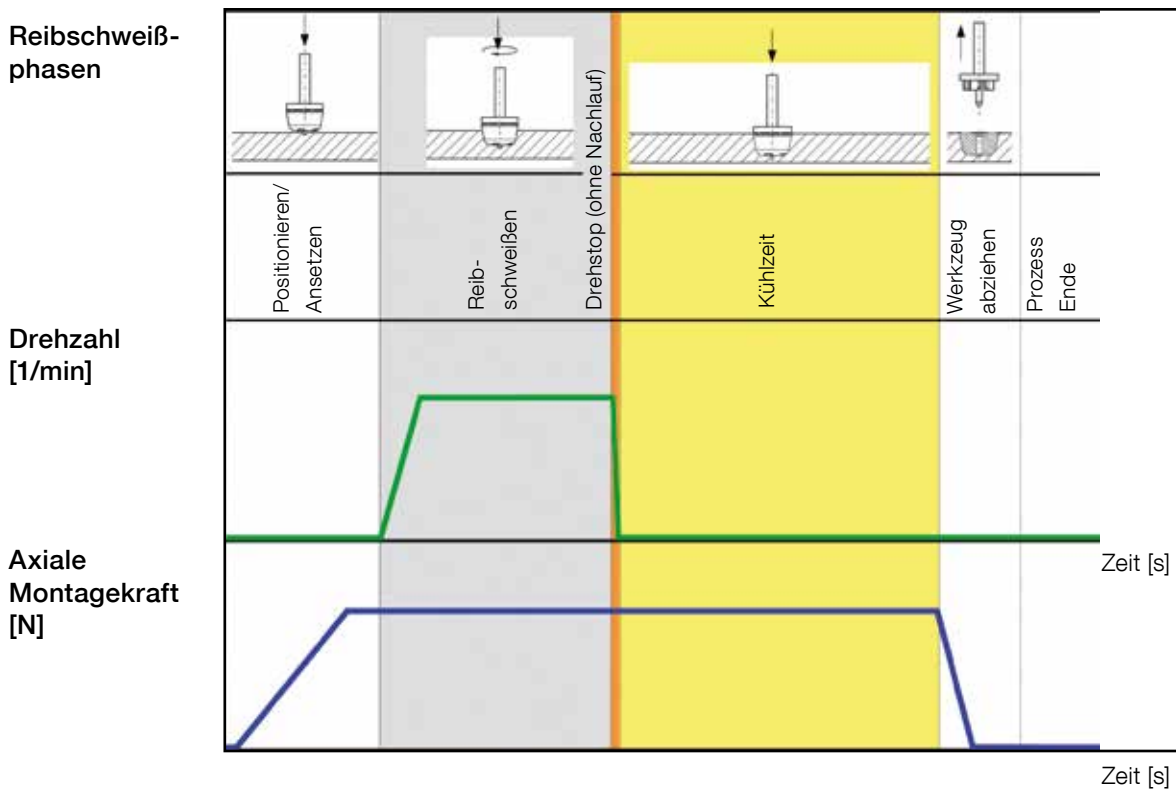 Reibschweiß-
phasen
Positionieren/
Ansetzen
Reib-
schweißen
Drehstop (ohne Nachlauf)
Kühlzeit
Werkzeug
abziehen
Prozess
Ende
Drehzahl
[1/min]
Zeit [s]
Axiale
Montagekraft
[N]
Zeit [s]